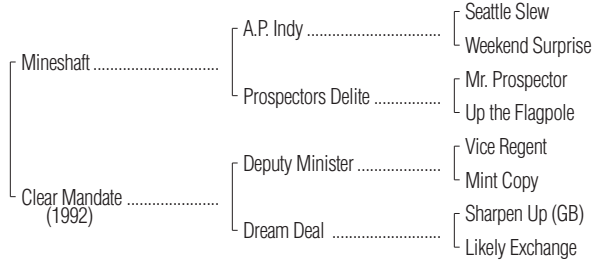 Seattle Slew
A.P. Indy ................................
Weekend Surprise
Mineshaft ..............................
Mr. Prospector
Prospectors Delite ................
Up the Flagpole
Vice Regent
Deputy Minister ....................
Mint Copy
Clear Mandate ......................
(1992)
Sharpen Up (GB)
Dream Deal ..........................
Likely Exchange